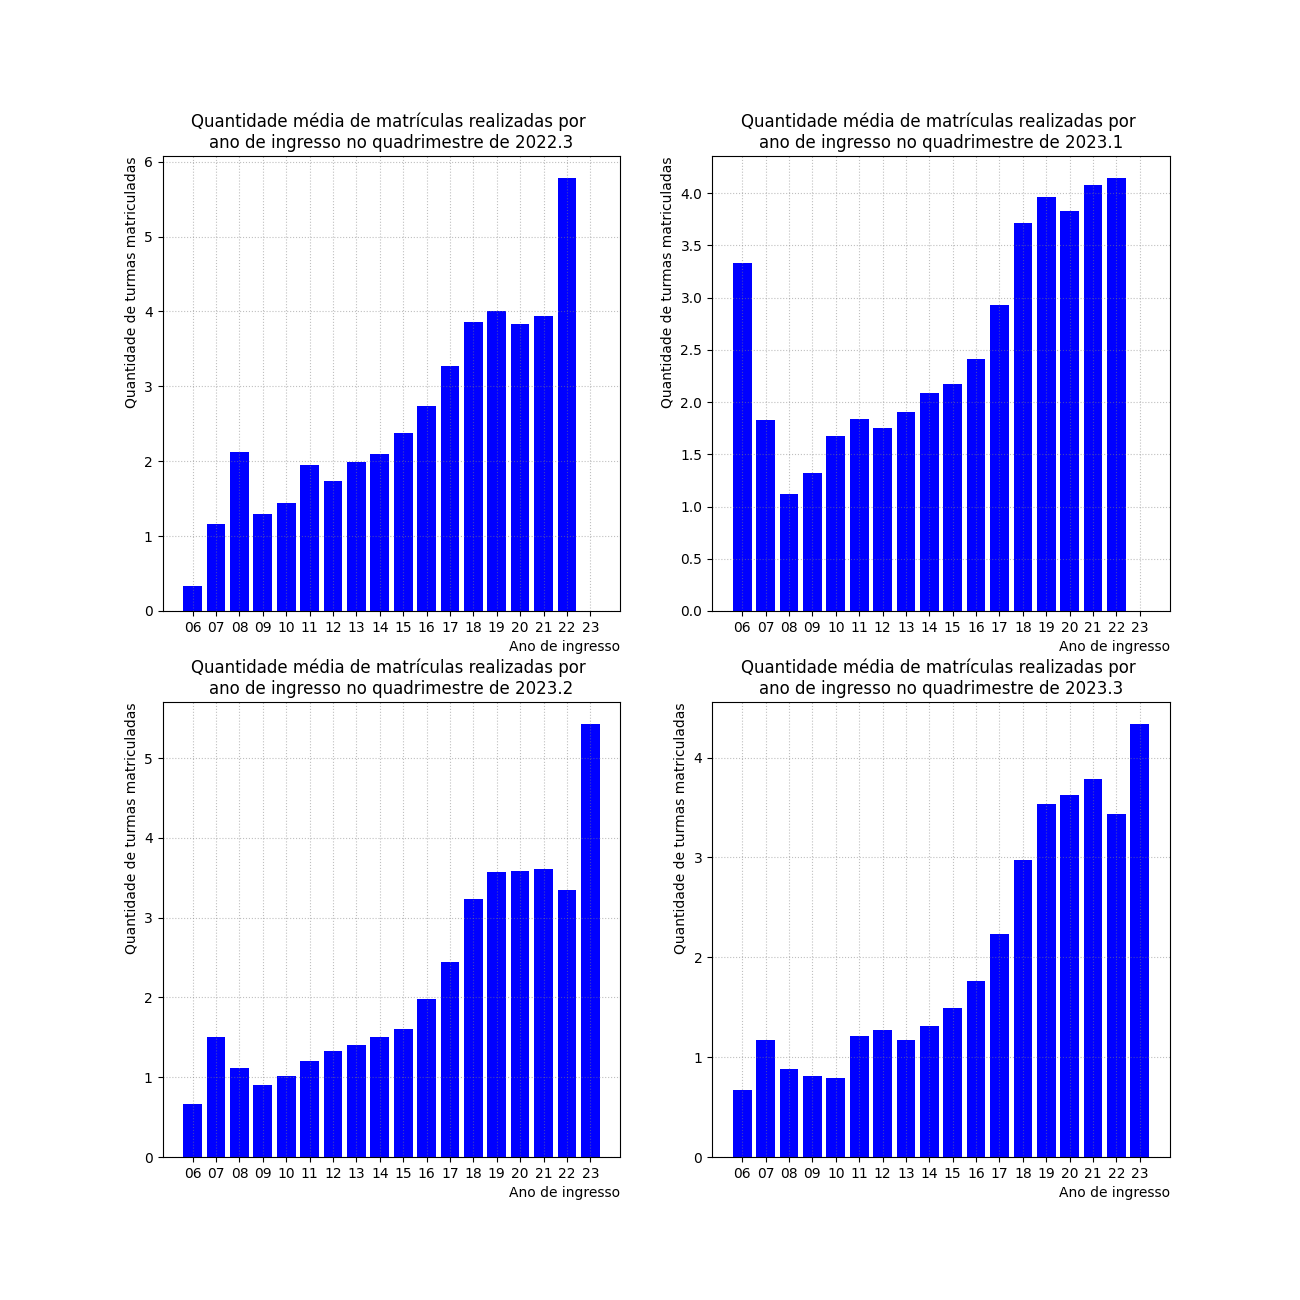 Quantidade média de matrículas realizadas por
ano de ingresso no quadrimestre de 2022.3
Quantidade de turmas matriculadas
6
5
4
3
2
1
0
06 07 08 09 10 11 12 13 14 15 16 17 18 19 20 21 22 23
Ano de ingresso
Quantidade média de matrículas realizadas por
ano de ingresso no quadrimestre de 2023.1
Quantidade de turmas matriculadas
4.0
3.5
3.0
2.5
2.0
1.5
1.0
0.5
0.0
06 07 08 09 10 11 12 13 14 15 16 17 18 19 20 21 22 23
Ano de ingresso
Quantidade média de matrículas realizadas por
ano de ingresso no quadrimestre de 2023.2
Quantidade de turmas matriculadas
5
4
3
2
1
0
06 07 08 09 10 11 12 13 14 15 16 17 18 19 20 21 22 23
Ano de ingresso
Quantidade média de matrículas realizadas por
ano de ingresso no quadrimestre de 2023.3
Quantidade de turmas matriculadas
4
3
2
1
0
06 07 08 09 10 11 12 13 14 15 16 17 18 19 20 21 22 23
Ano de ingresso